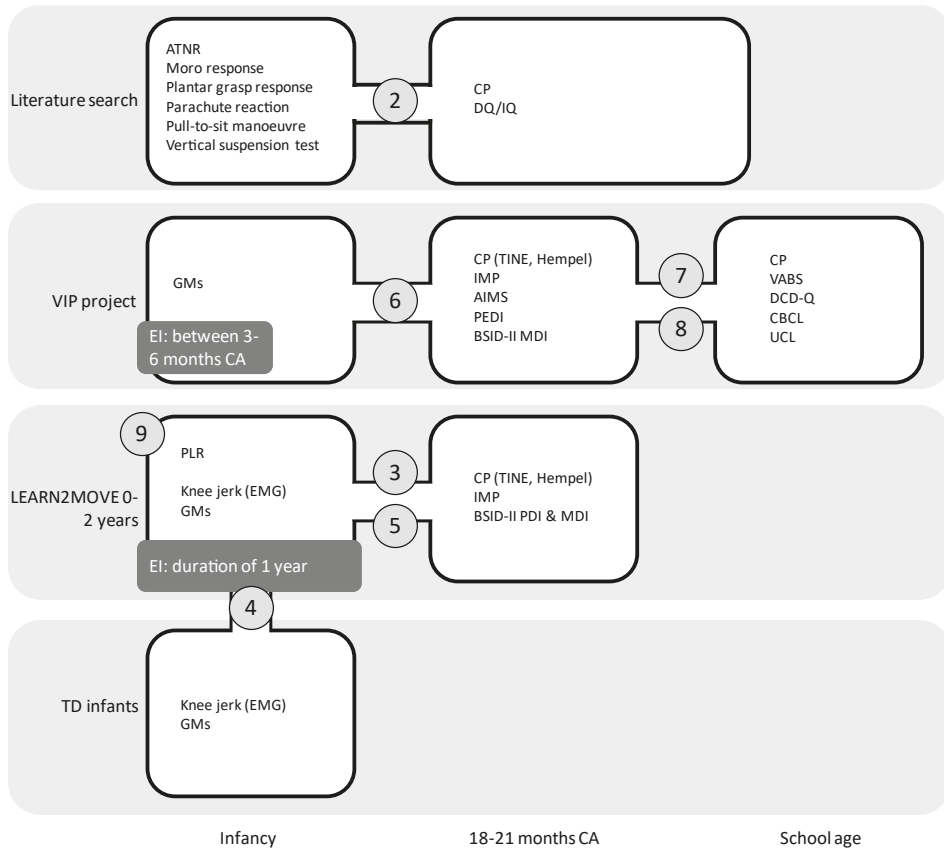 Literature search
ATNR
Moro response
Plantar grasp response
Parachute reaction
Pull-to-sit manoeuvre
Vertical suspension test
2
CP
DQ/IQ
VIP project
GMs
EI: between 3-
6 months CA
6
CP (TINE, Hempel)
IMP
AIMS
PEDI
BSID-II MDI
7
8
CP
VABS
DCD-Q
CBCL
UCL
LEARN2MOVE 0-
2 years
9
PLR
Knee jerk (EMG)
GMs
EI: duration of 1 year
3
5
CP (TINE, Hempel)
IMP
BSID-II PDI & MDI
4
TD infants
Knee jerk (EMG)
GMs
Infancy
18-21 months CA
School age